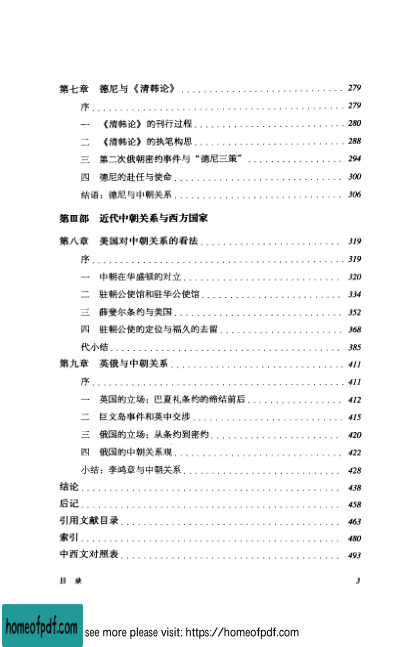 第七章 德尼与《清韩论》 279
序 279
一 《清韩论》的刊行过程 280
二 《清韩论》的执笔构思 288
三 第二次俄朝密约事件与“德尼三策” 294
四 德尼的赴任与使命 300
结语：德尼与中朝关系 306
第Ⅲ部 近代中朝关系与西方国家
第八章 美国对中朝关系的看法 319
序 319
一 中朝在华盛顿的对立 320
二 驻朝公使馆和驻华公使馆 334
三 薛斐尔条约与美国 352
四 驻朝公使的定位与福久的去留 368
代小结 385
第九章 英俄与中朝关系 411
序 411
一 英国的立场：巴夏礼条约的缔结前后 412
二 巨文岛事件和英中交涉 415
三 俄国的立场：从条约到密约 420
四 俄国的中朝关系观 422
小结：李鸿章与中朝关系 428
结论 438
后记 458
引用文献目录 463
索引 480
中西文对照表 493
目 录 3
homeofpdf.com see more please visit: https://homeofpdf.com